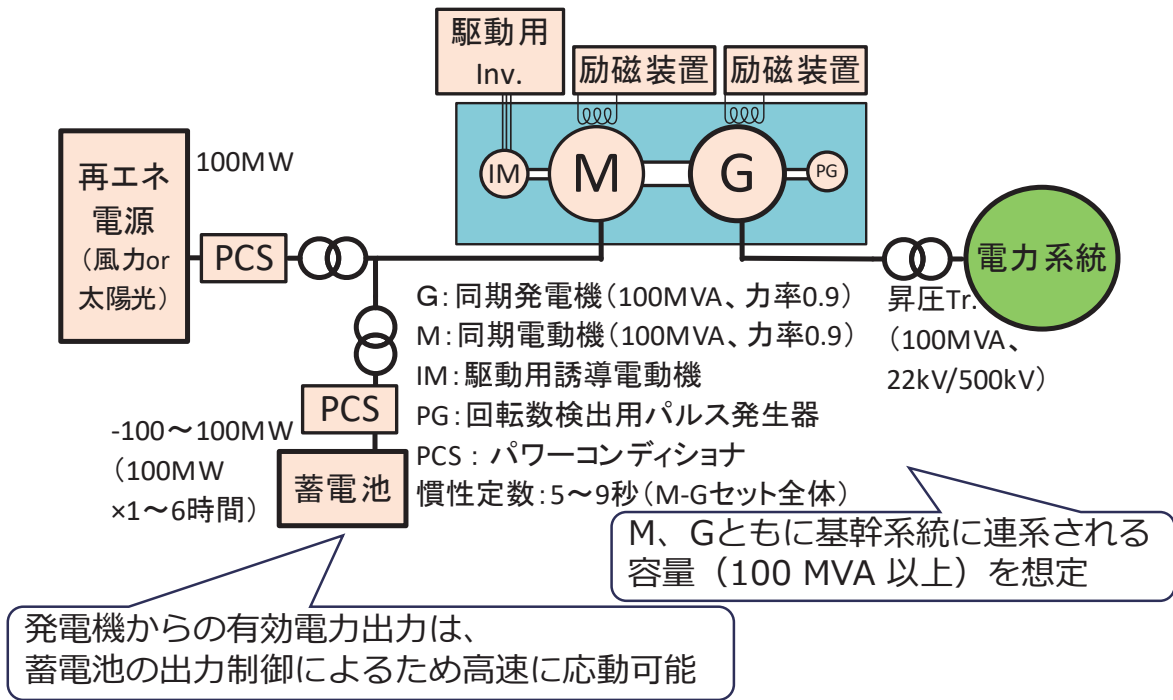 駆動用
Inv.
励磁装置
励磁装置
再エネ
電源
（風力or
太陽光）
100MW
PCS
IM
M
G
PG
電力系統
G：同期発電機（100MVA、力率0.9）
M：同期電動機（100MVA、力率0.9）
IM：駆動用誘導電動機
PG：回転数検出用パルス発生器
PCS： パワーコンディショナ
慣性定数：5～9秒（M-Gセット全体）
昇圧Tr.
（100MVA、
22kV/500kV）
PCS
-100～100MW
（100MW
×1～6時間）
蓄電池
M、Gともに基幹系統に連系される
容量（100 MVA 以上）を想定
発電機からの有効電力出力は、
蓄電池の出力制御によるため高速に応動可能